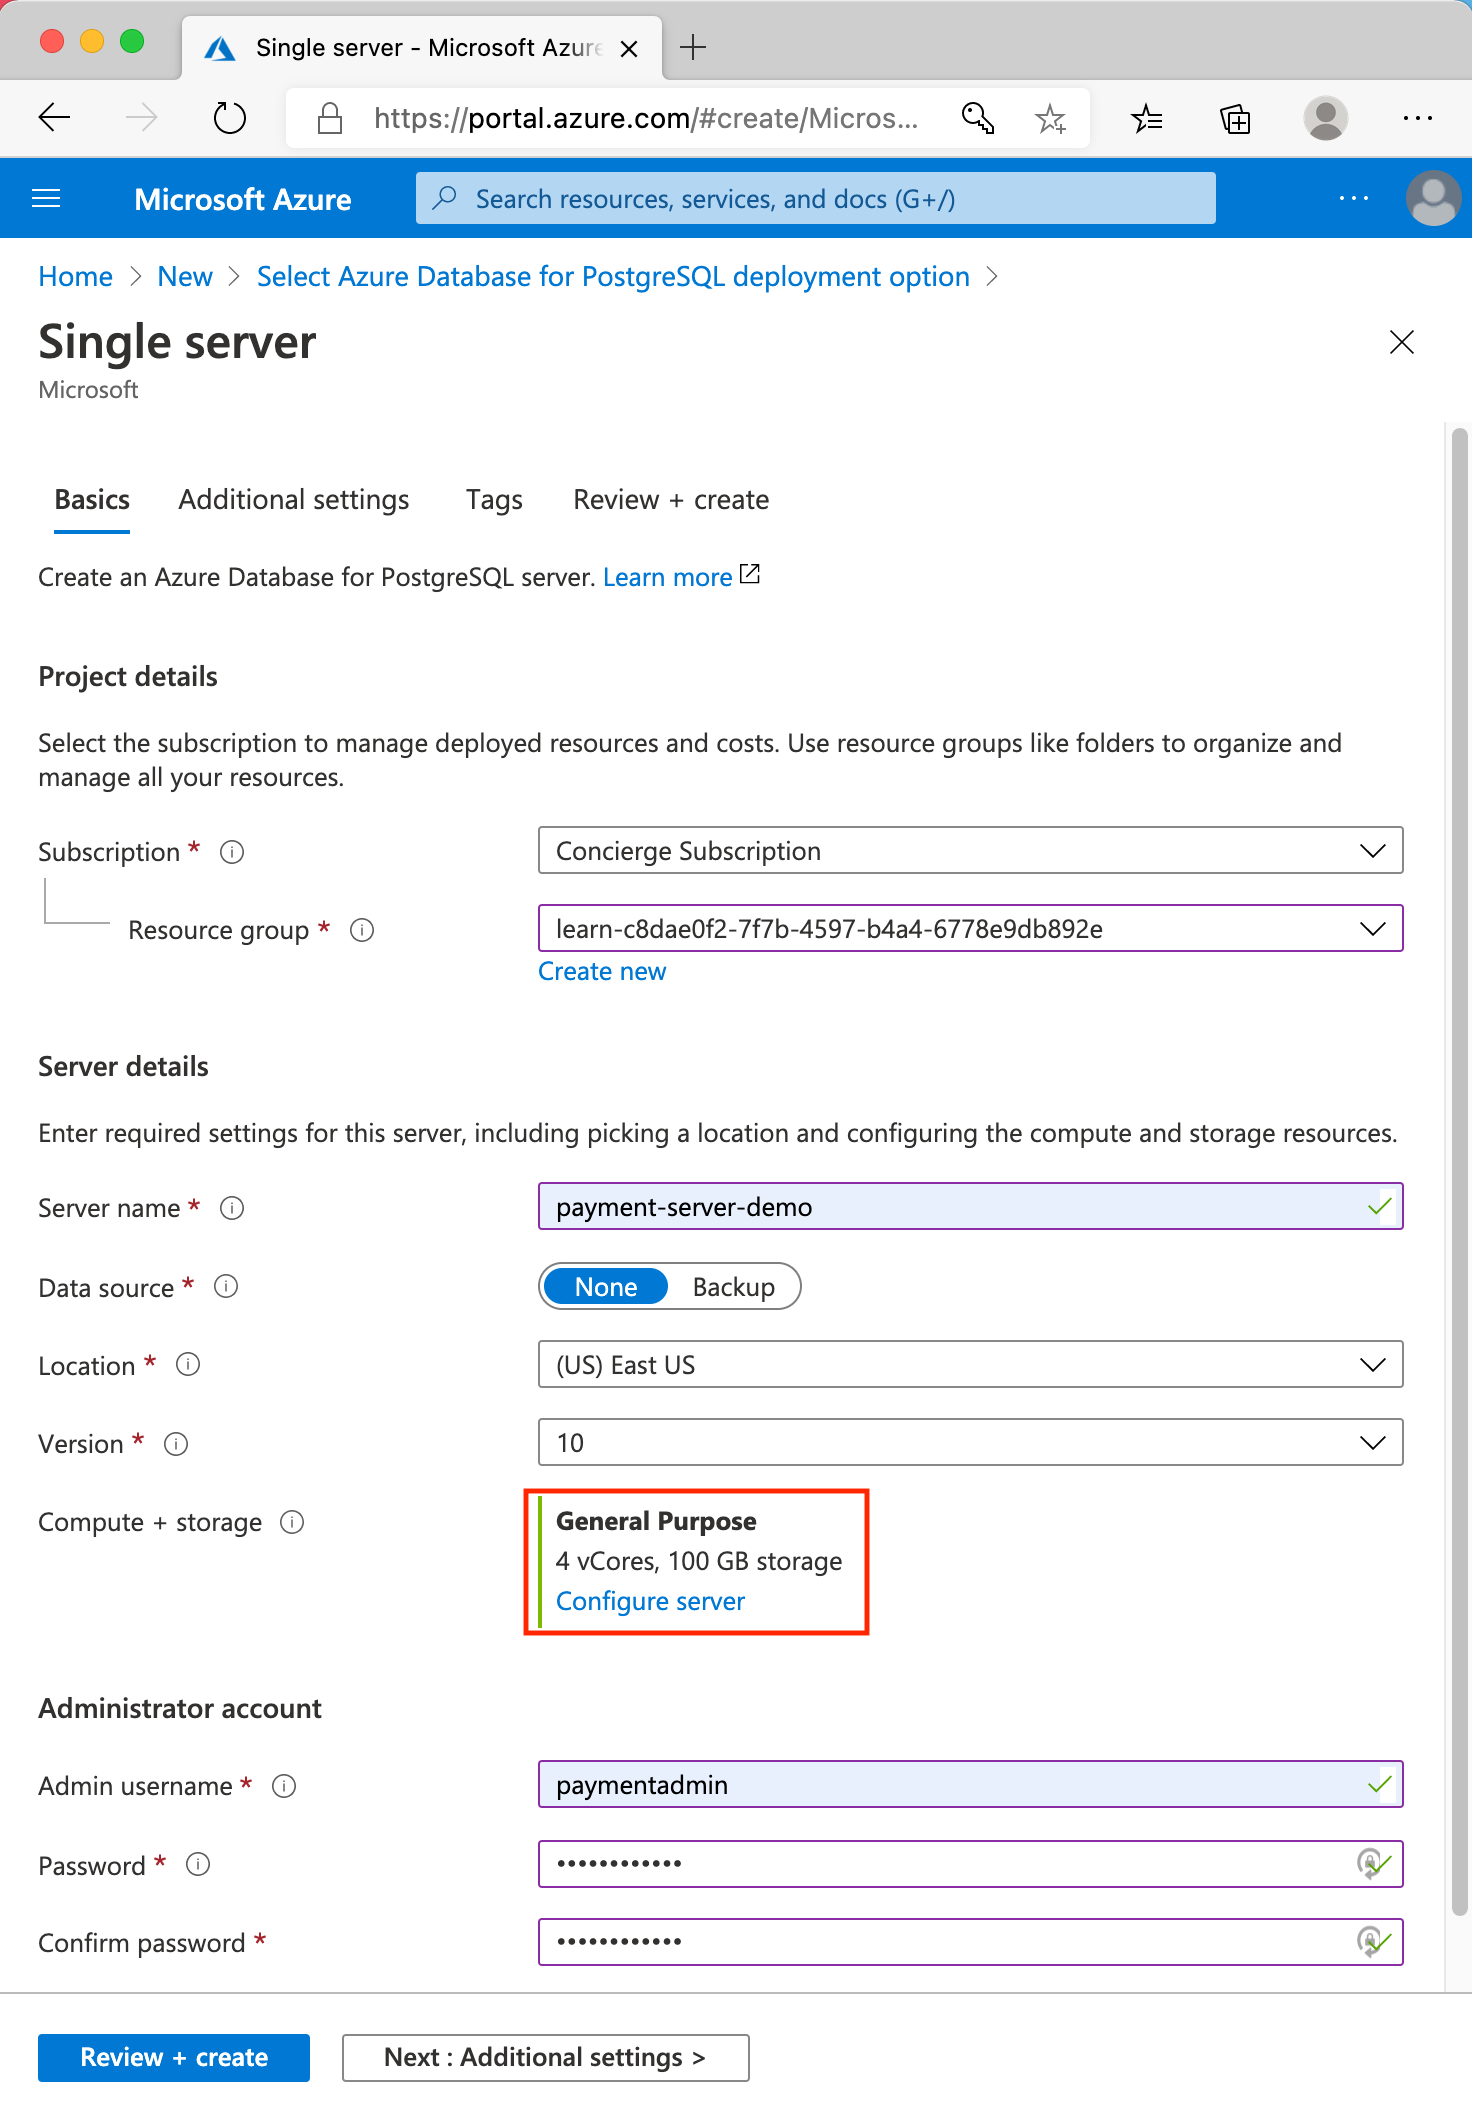 Single server - Microsoft Azure
https://portal.azure.com/#create/Micros...
Microsoft Azure
Search resources, services, and docs (G+/)
Home > New > Select Azure Database for PostgreSQL deployment option >
Single server
Microsoft
Basics Additional settings Tags Review + create
Create an Azure Database for PostgreSQL server. Learn more
Project details
Select the subscription to manage deployed resources and costs. Use resource groups like folders to organize and
manage all your resources.
Subscription * Concierge Subscription
Resource group * learn-c8dae0f2-7f7b-4597-b4a4-6778e9db892e
Create new
Server details
Enter required settings for this server, including picking a location and configuring the compute and storage resources.
Server name * payment-server-demo
Data source * None Backup
Location * (US) East US
Version * 10
Compute + storage General Purpose
4 vCores, 100 GB storage
Configure server
Administrator account
Admin username * paymentadmin
Password * ••••••••••••
Confirm password * ••••••••••••
Review + create Next : Additional settings >